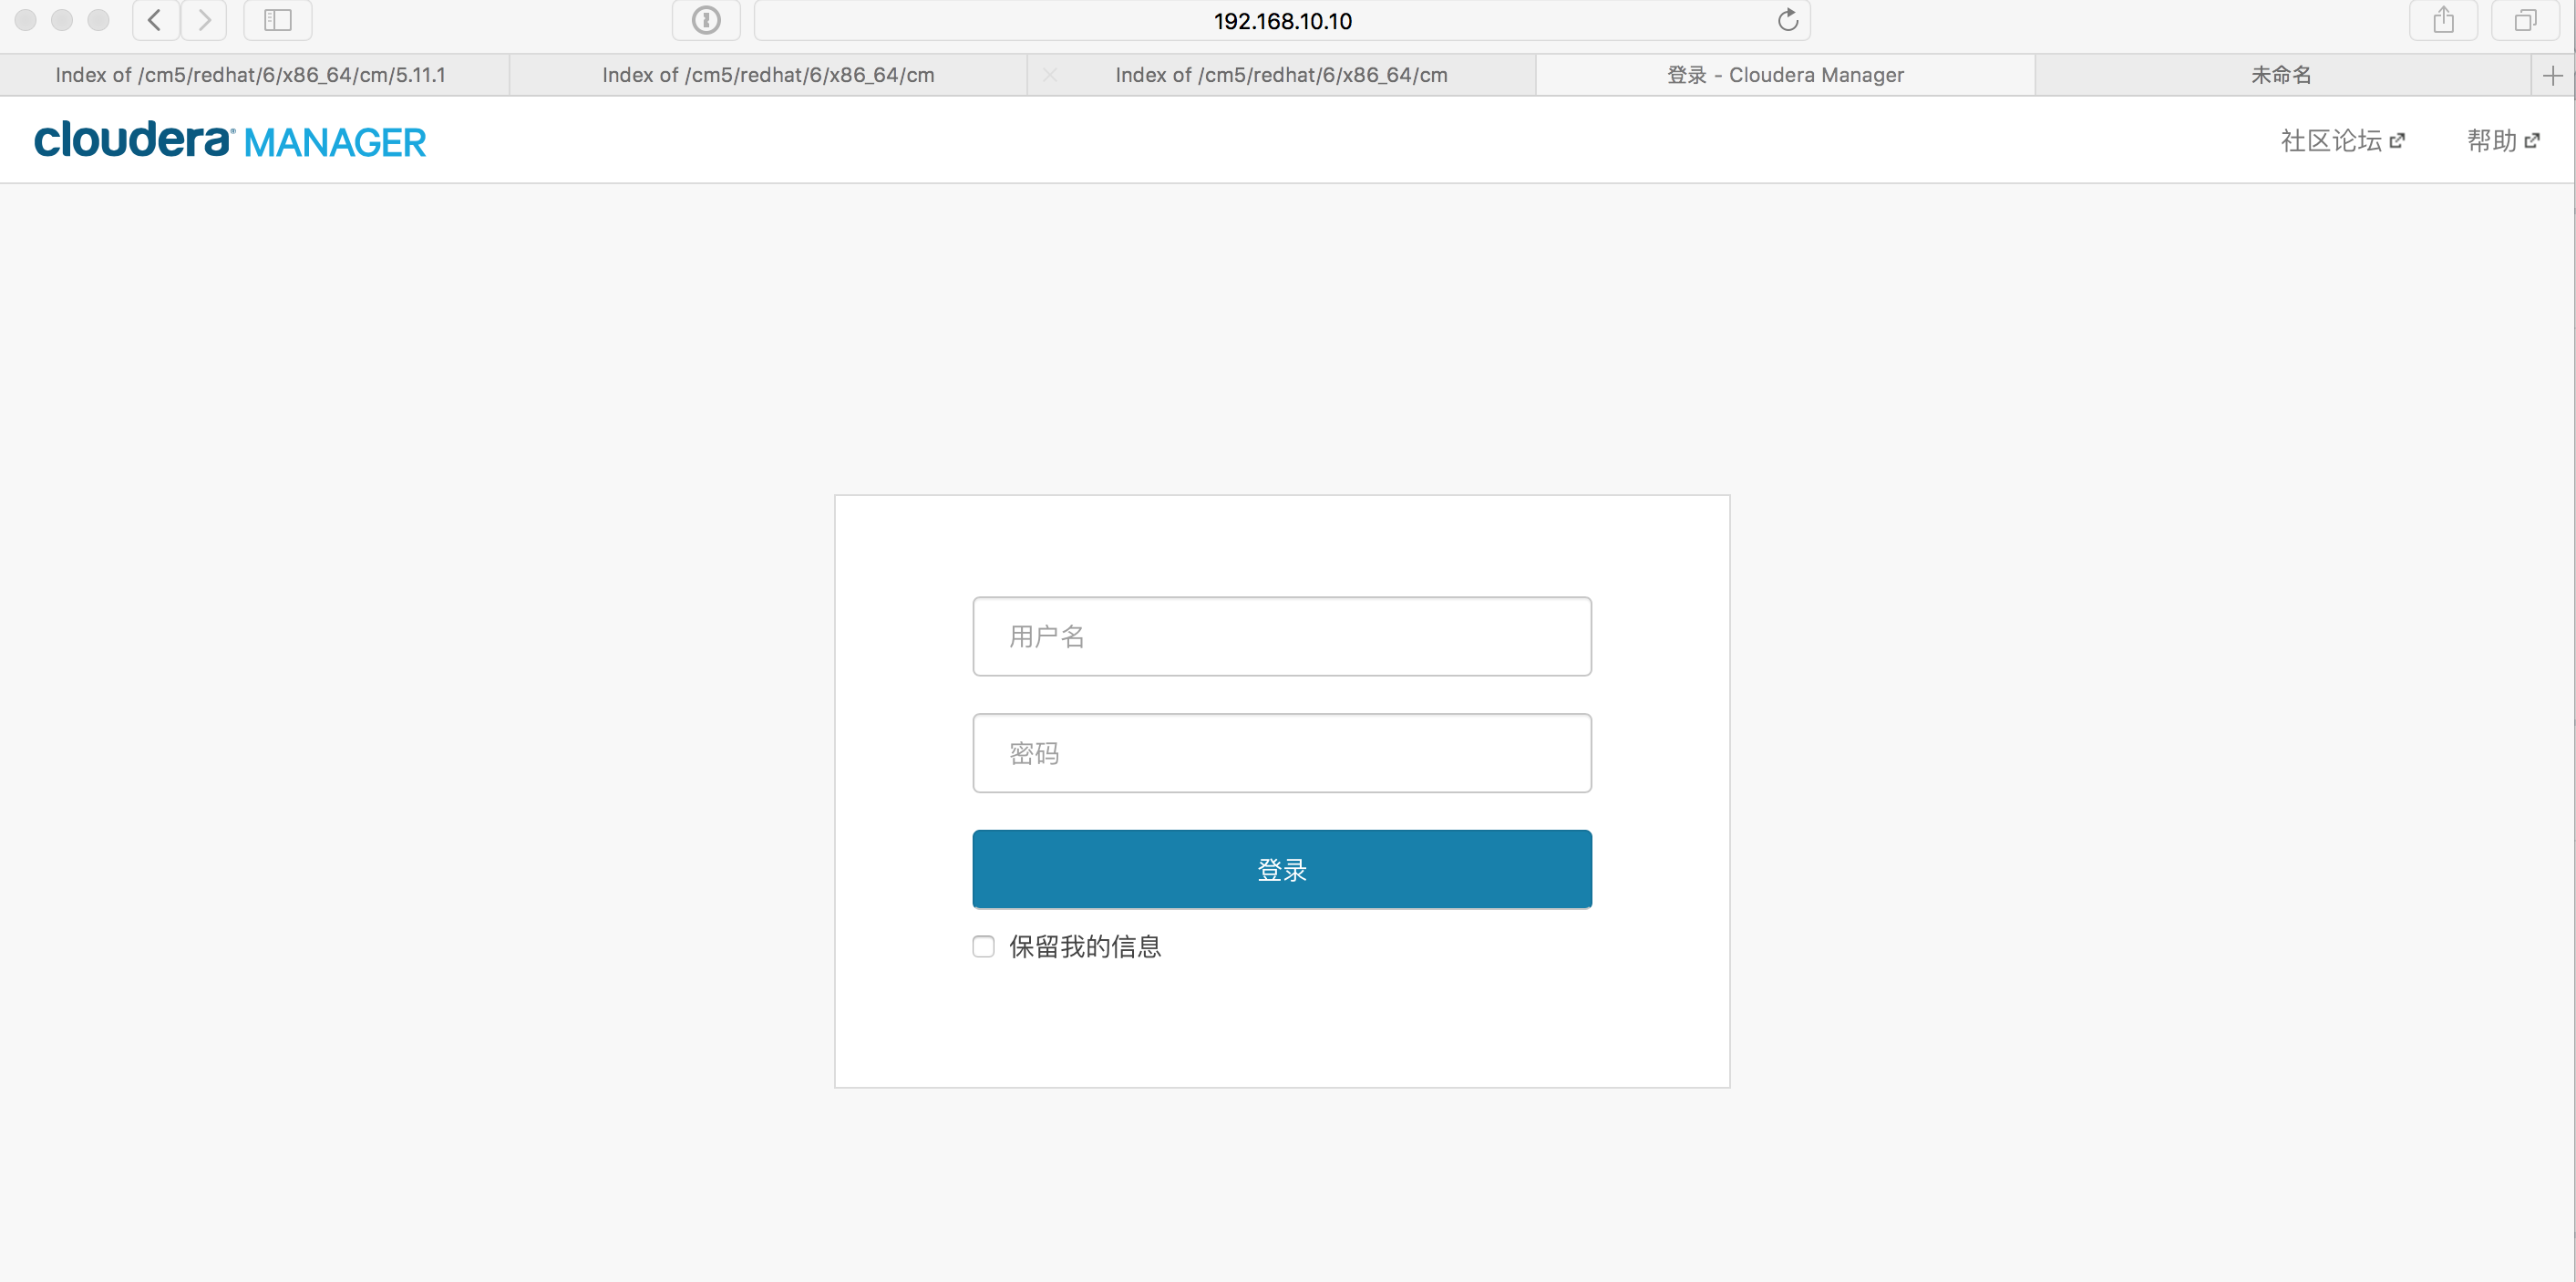 192.168.10.10
Index of /cm5/redhat/6/x86_64/cm/5.11.1
Index of /cm5/redhat/6/x86_64/cm
Index of /cm5/redhat/6/x86_64/cm
登录 - Cloudera Manager
未命名
cloudera MANAGER
社区论坛
帮助
用户名
密码
登录
保留我的信息